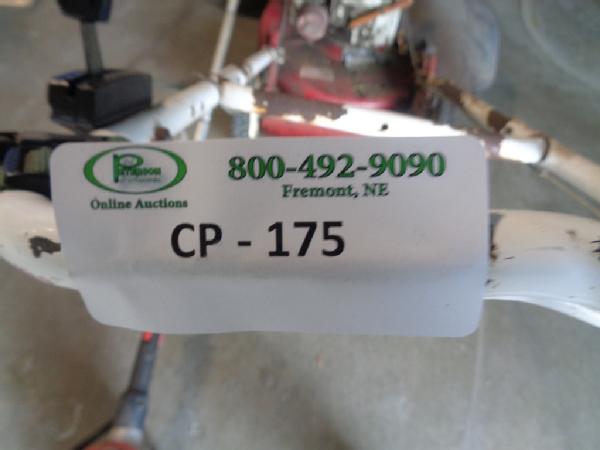 800-492-9090
Fremont, NE
Online Auctions
CP - 175